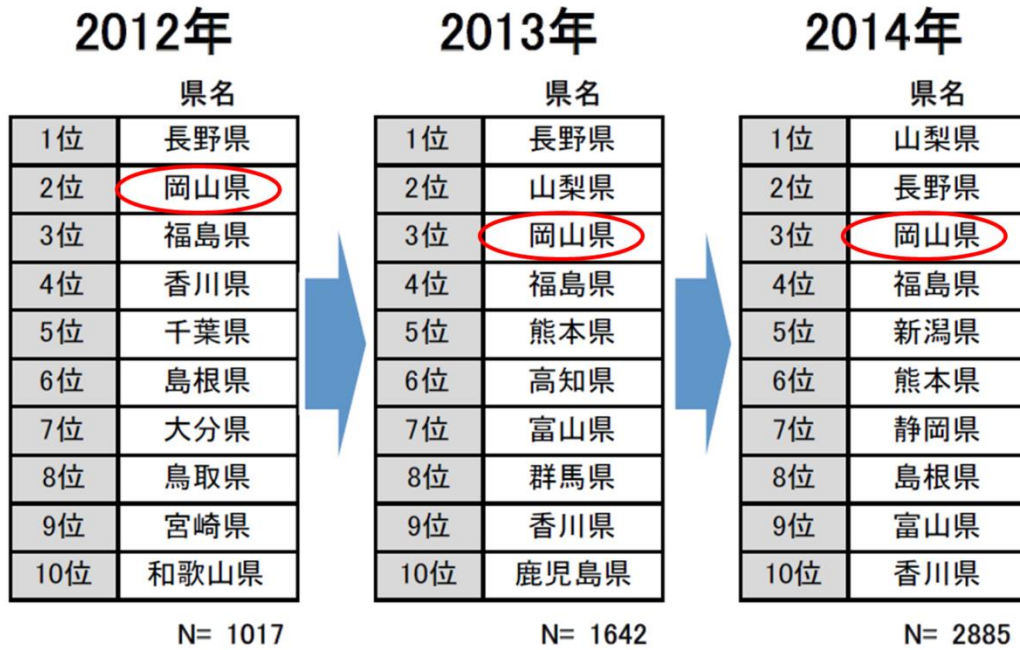 2012年
県名
1位 長野県
2位 岡山県
3位 福島県
4位 香川県
5位 千葉県
6位 島根県
7位 大分県
8位 鳥取県
9位 宮崎県
10位 和歌山県
N= 1017
2013年
県名
1位 長野県
2位 山梨県
3位 岡山県
4位 福島県
5位 熊本県
6位 高知県
7位 富山県
8位 群馬県
9位 香川県
10位 鹿児島県
N= 1642
2014年
県名
1位 山梨県
2位 長野県
3位 岡山県
4位 福島県
5位 新潟県
6位 熊本県
7位 静岡県
8位 島根県
9位 富山県
10位 香川県
N= 2885